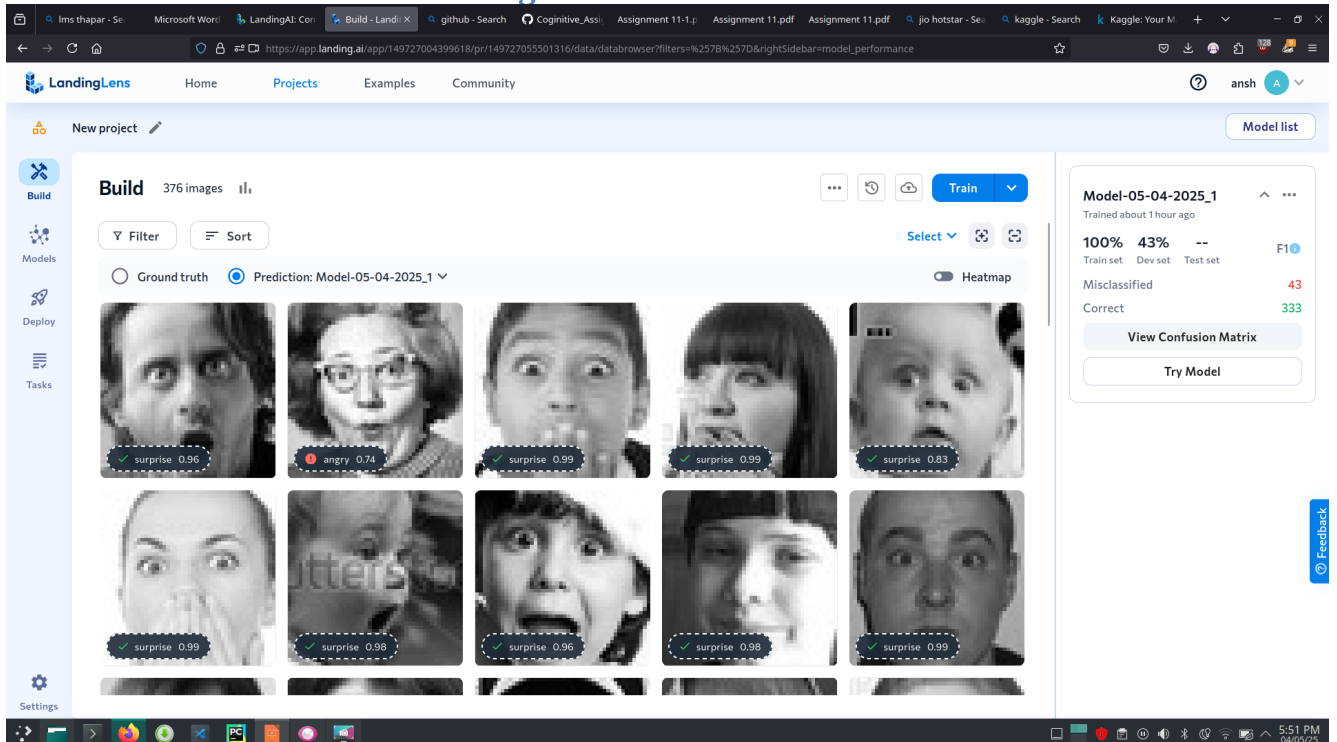 lms thapar - Se Microsoft Word LandingAI: Con Build - Landi github - Search Coginitive_Assi Assignment 11-1.p Assignment 11.pdf Assignment 11.pdf jio hotstar - Sea kaggle - Search Kaggle: Your M
https://app.landing.ai/app/149727004399618/pr/149727055501316/data/databrowser?filters=%257B%257D&rightSidebar=model_performance 128
LandingLens Home Projects Examples Community ansh A
New project Model list
Build
Models
Deploy
Tasks
Settings
Build 376 images Train
Filter Sort Select
Ground truth Prediction: Model-05-04-2025_1 Heatmap
surprise 0.96 angry 0.74 surprise 0.99 surprise 0.99 surprise 0.83
utterst
surprise 0.99 surprise 0.98 surprise 0.96 surprise 0.98 surprise 0.99
Model-05-04-2025_1
Trained about 1 hour ago
100% 43% -- F1
Train set Dev set Test set
Misclassified 43
Correct 333
View Confusion Matrix
Try Model
Feedback
PC
5:51 PM
04/05/25